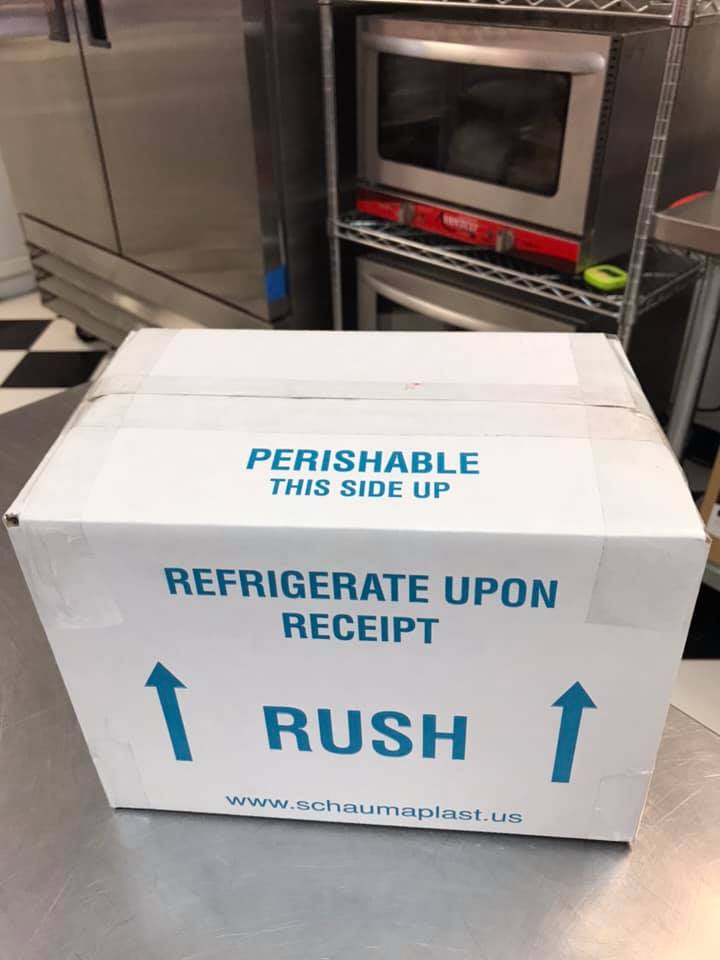 PERISHABLE
THIS SIDE UP
REFRIGERATE UPON
RECEIPT
RUSH
www.schaumaplast.us